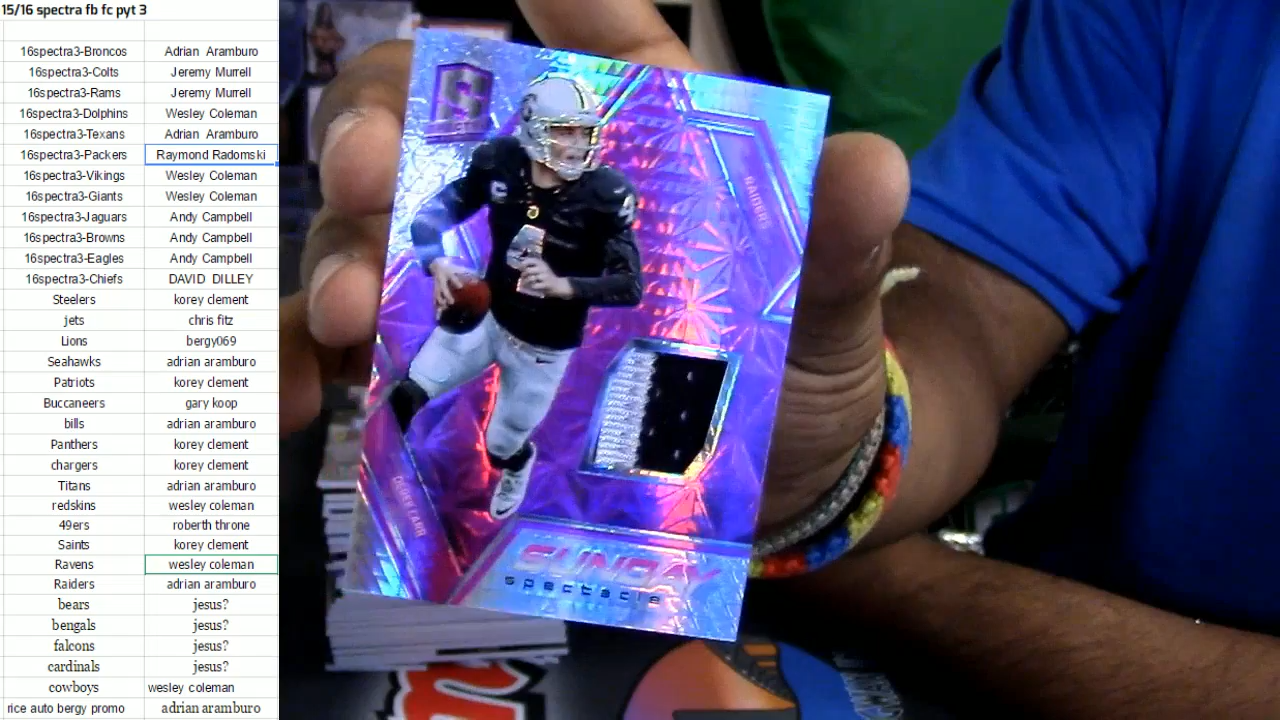 15/16 spectra fb fc pyt 3
16spectra3-Broncos Adrian Aramburo
16spectra3-Colts Jeremy Murrell
16spectra3-Rams Jeremy Murrell
16spectra3-Dolphins Wesley Coleman
16spectra3-Texans Adrian Aramburo
16spectra3-Packers Raymond Radomski
16spectra3-Vikings Wesley Coleman
16spectra3-Giants Wesley Coleman
16spectra3-Jaguars Andy Campbell
16spectra3-Browns Andy Campbell
16spectra3-Eagles Andy Campbell
16spectra3-Chiefs DAVID DILLEY
Steelers korey clement
jets chris fitz
Lions bergy069
Seahawks adrian aramburo
Patriots korey clement
Buccaneers gary koop
bills adrian aramburo
Panthers korey clement
chargers korey clement
Titans adrian aramburo
redskins wesley coleman
49ers roberth throne
Saints korey clement
Ravens wesley coleman
Raiders adrian aramburo
bears jesus?
bengals jesus?
falcons jesus?
cardinals jesus?
cowboys wesley coleman
rice auto bergy promo adrian aramburo
S
RAIDERS
C
4
4
DEREK CARR
SUNDAY
spectacle